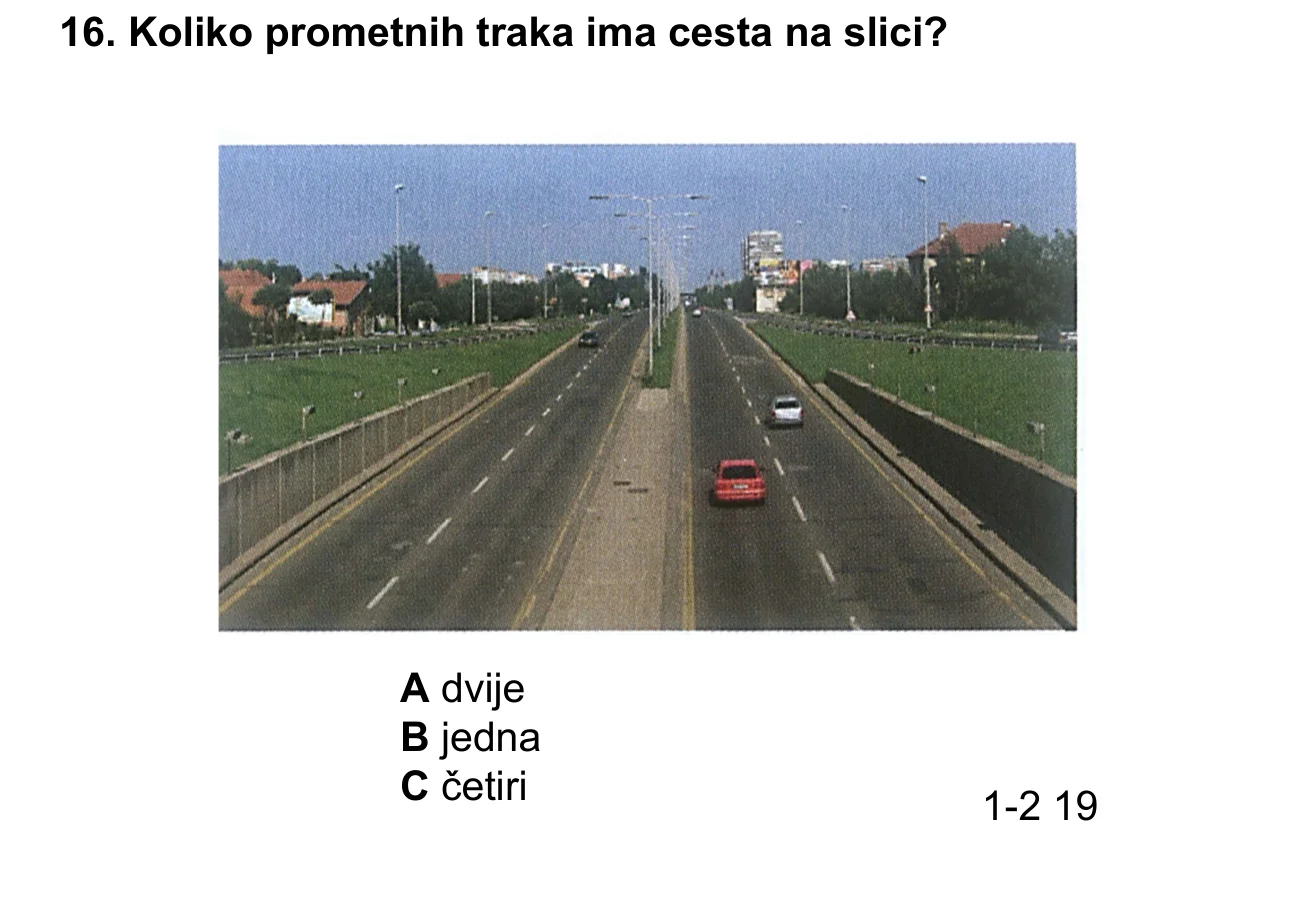 16. Koliko prometnih traka ima cesta na slici?
A dvije
B jedna
C četiri
1-2 19